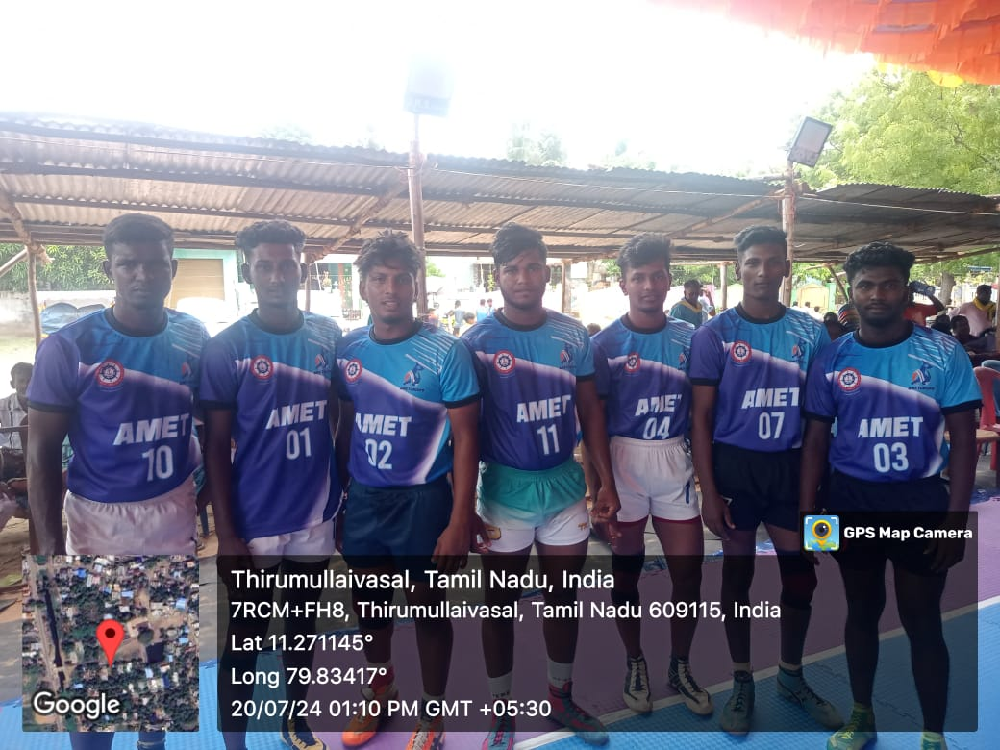 AMET
10
AMET
01
AMET
02
AMET
11
AMET
04
AMET
07
AMET
03
GPS Map Camera
Thirumullaivasal, Tamil Nadu, India
7RCM+FH8, Thirumullaivasal, Tamil Nadu 609115, India
Lat 11.271145°
Long 79.83417°
20/07/24 01:10 PM GMT +05:30
Google